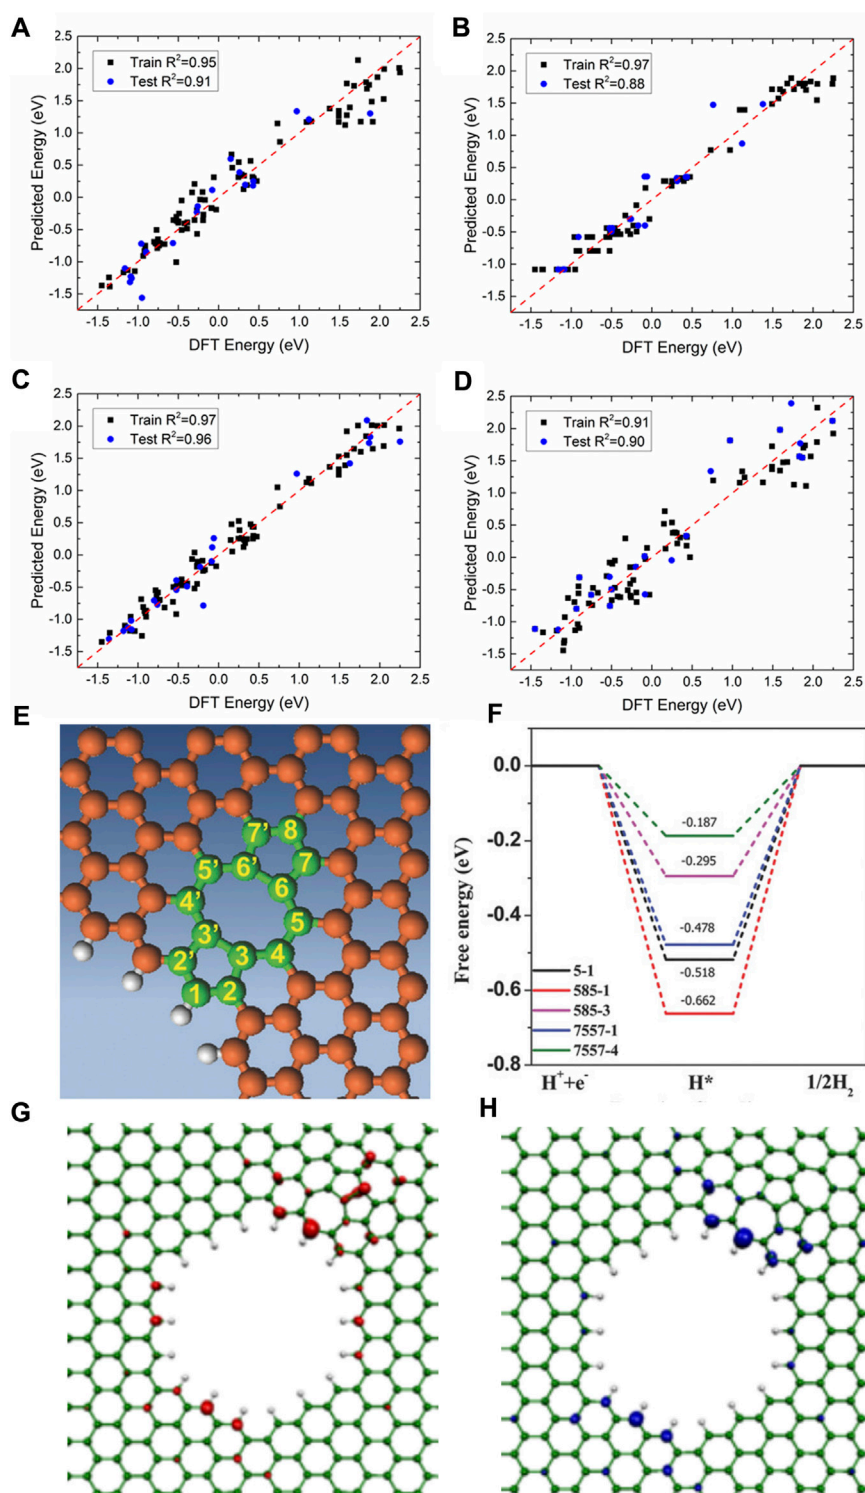 A
Train R²=0.95
Test R²=0.91
2.5
2.0
1.5
1.0
0.5
0.0
-0.5
-1.0
-1.5
Predicted Energy (eV)
-1.5 -1.0 -0.5 0.0 0.5 1.0 1.5 2.0 2.5
DFT Energy (eV)
B
Train R²=0.97
Test R²=0.88
2.5
2.0
1.5
1.0
0.5
0.0
-0.5
-1.0
-1.5
Predicted Energy (eV)
-1.5 -1.0 -0.5 0.0 0.5 1.0 1.5 2.0 2.5
DFT Energy (eV)
C
Train R²=0.97
Test R²=0.96
2.5
2.0
1.5
1.0
0.5
0.0
-0.5
-1.0
-1.5
Predicted Energy (eV)
-1.5 -1.0 -0.5 0.0 0.5 1.0 1.5 2.0 2.5
DFT Energy (eV)
D
Train R²=0.91
Test R²=0.90
2.5
2.0
1.5
1.0
0.5
0.0
-0.5
-1.0
-1.5
Predicted Energy (eV)
-1.5 -1.0 -0.5 0.0 0.5 1.0 1.5 2.0 2.5
DFT Energy (eV)
E
7' 8
5' 6' 7
6
4'
5
3'
2' 3 4
1 2
F
0.0
-0.2
-0.4
-0.6
-0.8
Free energy (eV)
-0.187
-0.295
-0.478
-0.518
-0.662
5-1
585-1
585-3
7557-1
7557-4
H⁺+e⁻ H* 1/2H₂
G
H